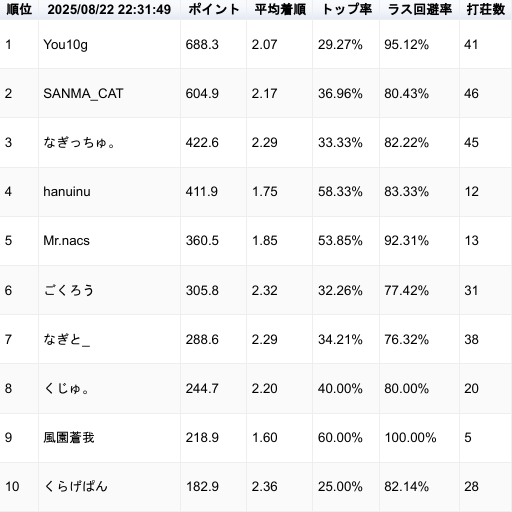 順位 2025/08/22 22:31:49 ポイント 平均着順 トップ率 ラス回避率 打荘数
1 You10g 688.3 2.07 29.27% 95.12% 41
2 SANMA_CAT 604.9 2.17 36.96% 80.43% 46
3 なぎっちゅ。 422.6 2.29 33.33% 82.22% 45
4 hanuinu 411.9 1.75 58.33% 83.33% 12
5 Mr.nacs 360.5 1.85 53.85% 92.31% 13
6 ごくろう 305.8 2.32 32.26% 77.42% 31
7 なぎと_ 288.6 2.29 34.21% 76.32% 38
8 くじゅ。 244.7 2.20 40.00% 80.00% 20
9 風園蒼我 218.9 1.60 60.00% 100.00% 5
10 くらげぱん 182.9 2.36 25.00% 82.14% 28